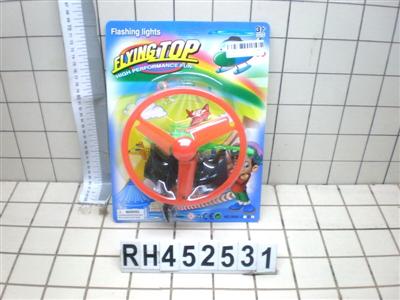 Flashing lights
FLYING TOP
HIGH PERFORMANCE FUN
RH452531